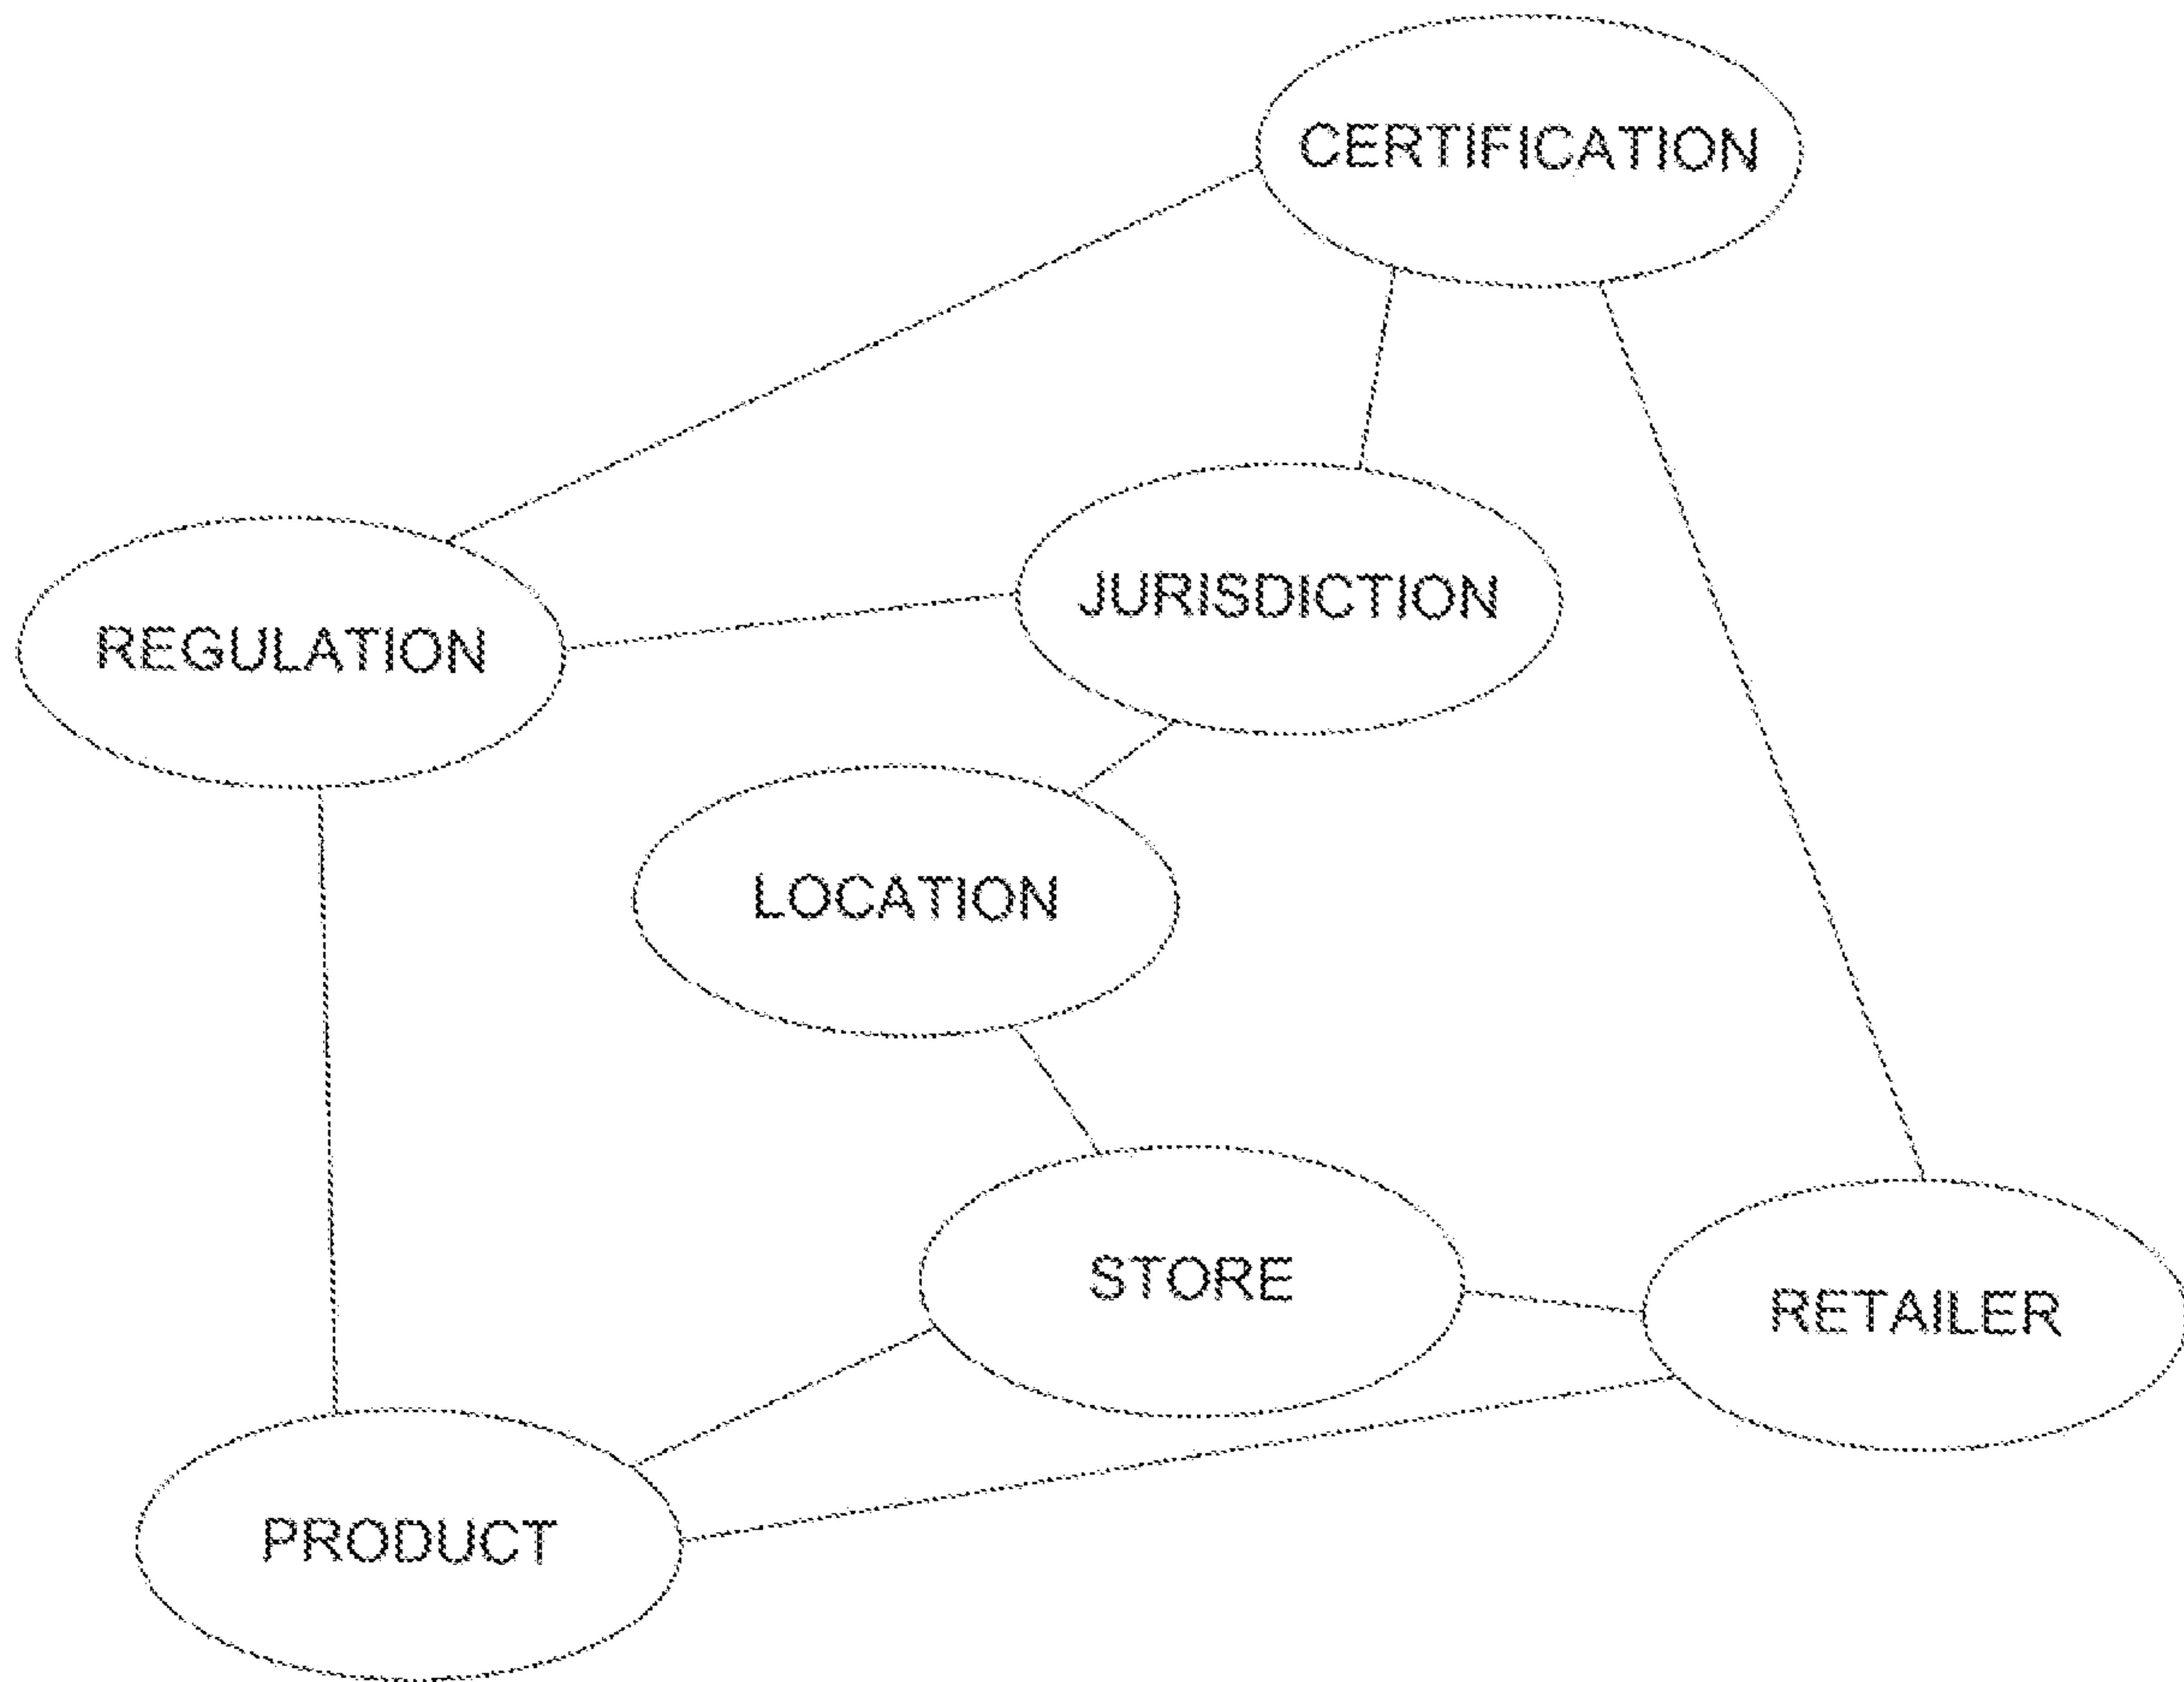 CERTIFICATION
JURISDICTION
REGULATION
LOCATION
STORE
RETAILER
PRODUCT